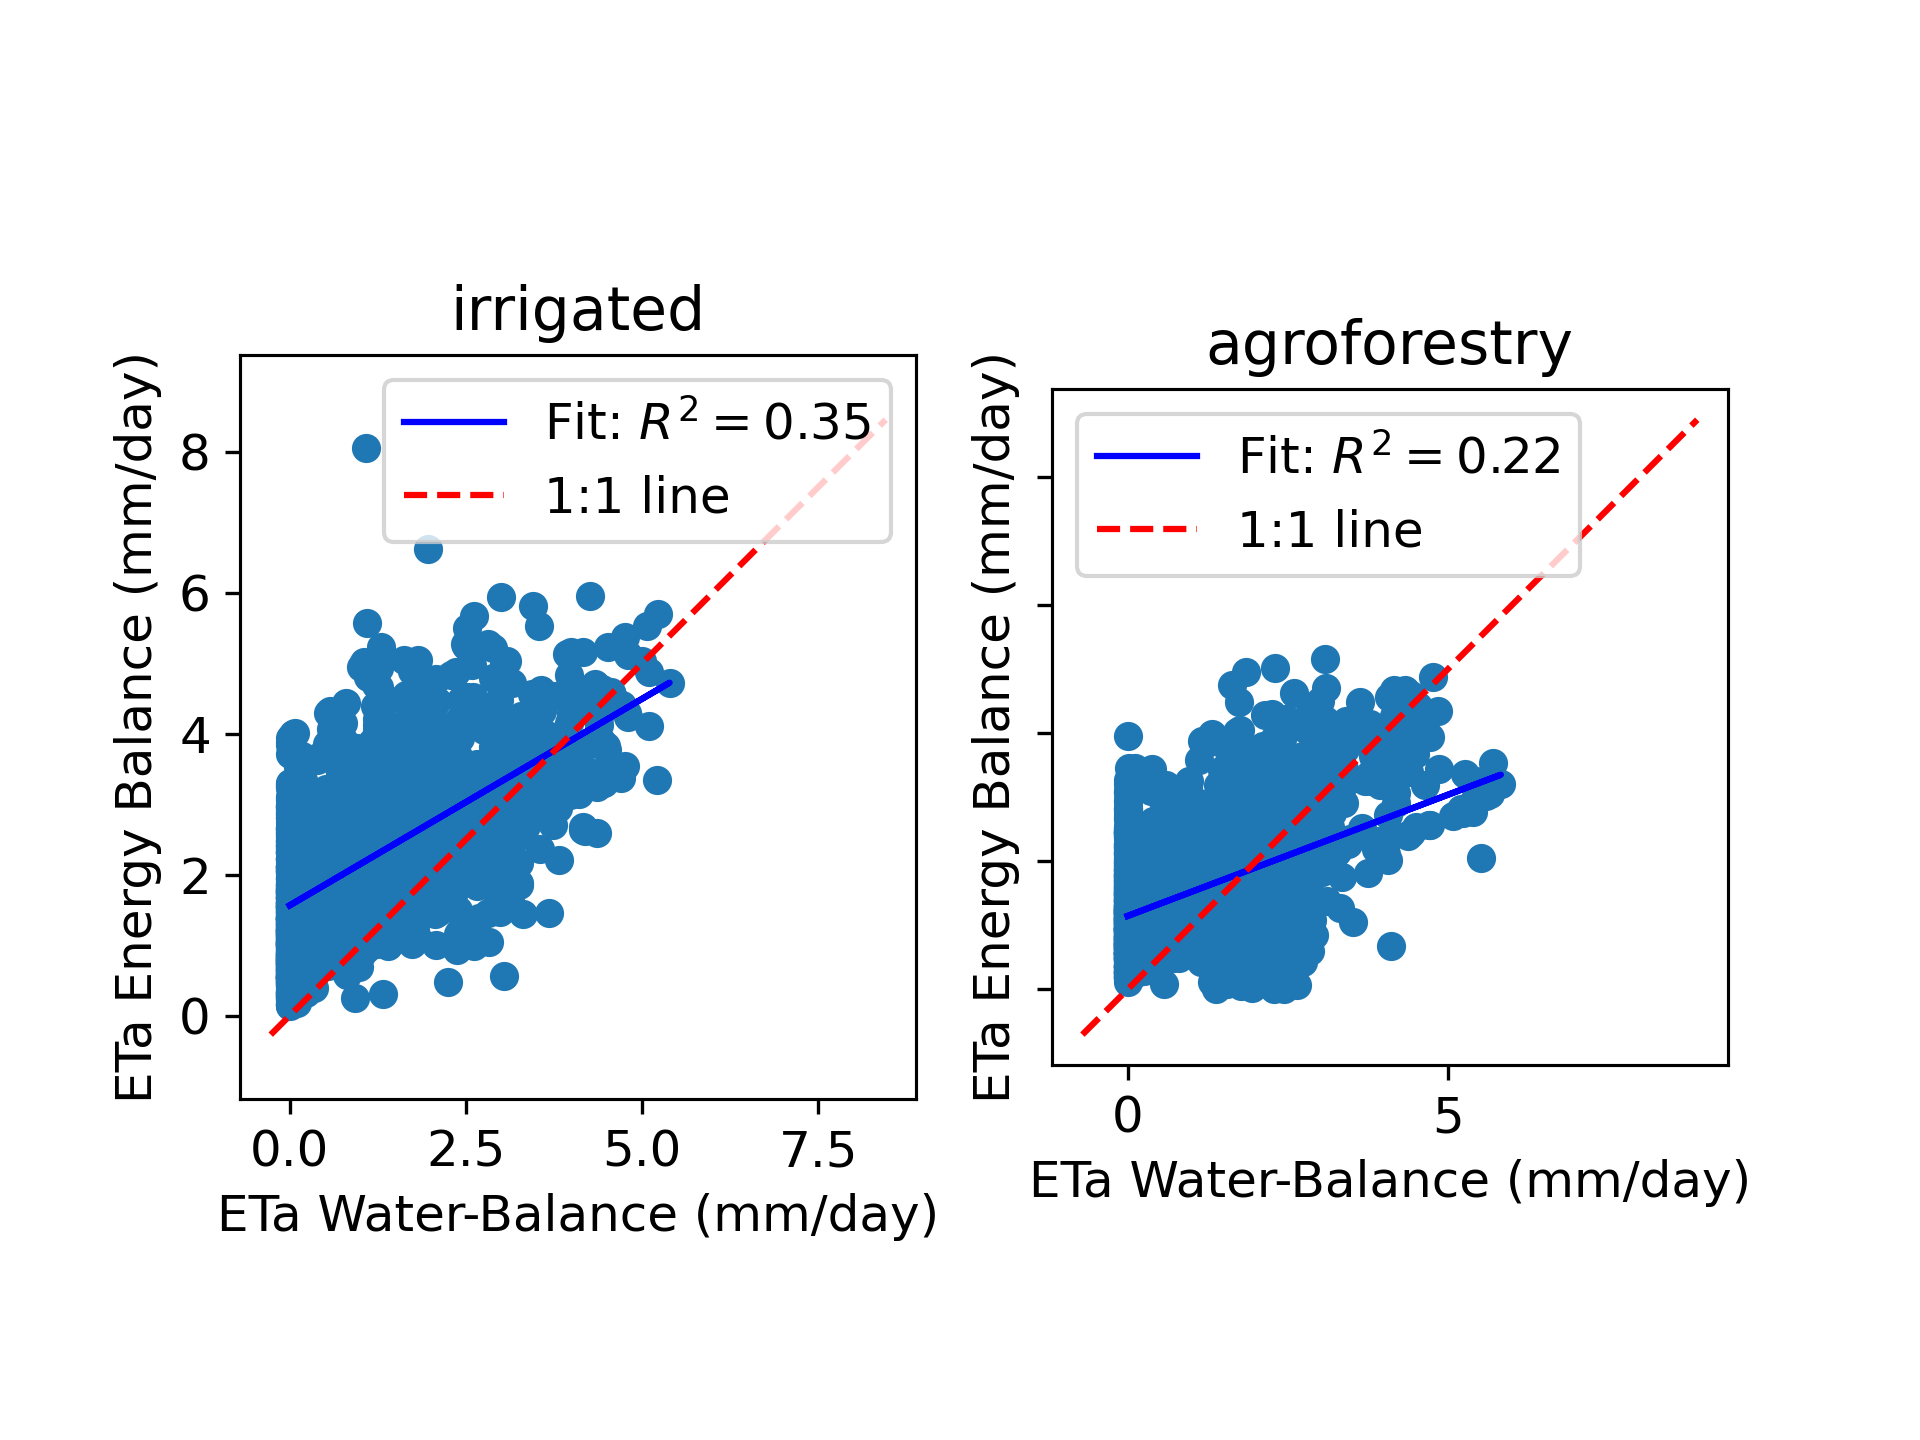 irrigated
ETa Energy Balance (mm/day)
8
6
4
2
0
Fit: R² = 0.35
1:1 line
0.0 2.5 5.0 7.5
ETa Water-Balance (mm/day)
agroforestry
ETa Energy Balance (mm/day)
Fit: R² = 0.22
1:1 line
0 5
ETa Water-Balance (mm/day)